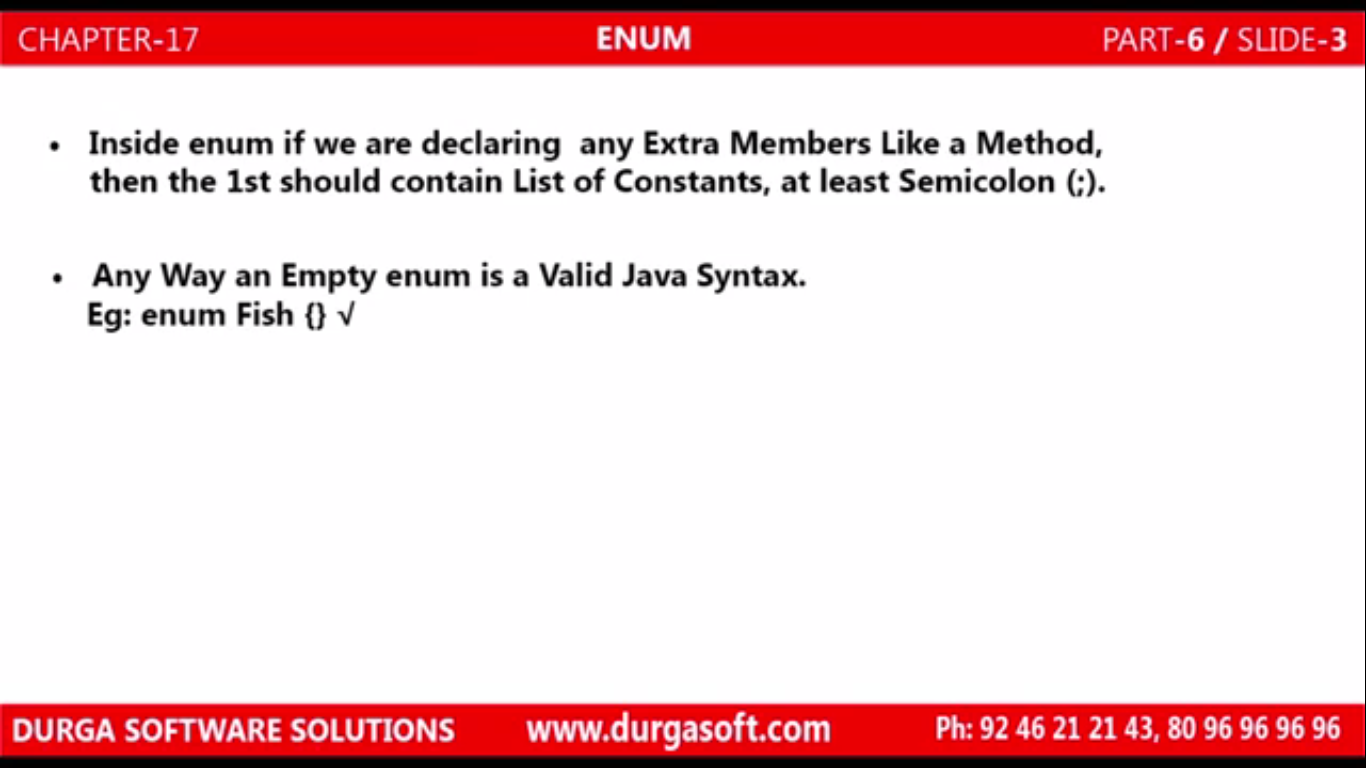 CHAPTER-17 ENUM PART-6 / SLIDE-3
• Inside enum if we are declaring any Extra Members Like a Method,
then the 1st should contain List of Constants, at least Semicolon (;).
• Any Way an Empty enum is a Valid Java Syntax.
Eg: enum Fish {} √
DURGA SOFTWARE SOLUTIONS www.durgasoft.com Ph: 92 46 21 21 43, 80 96 96 96 96